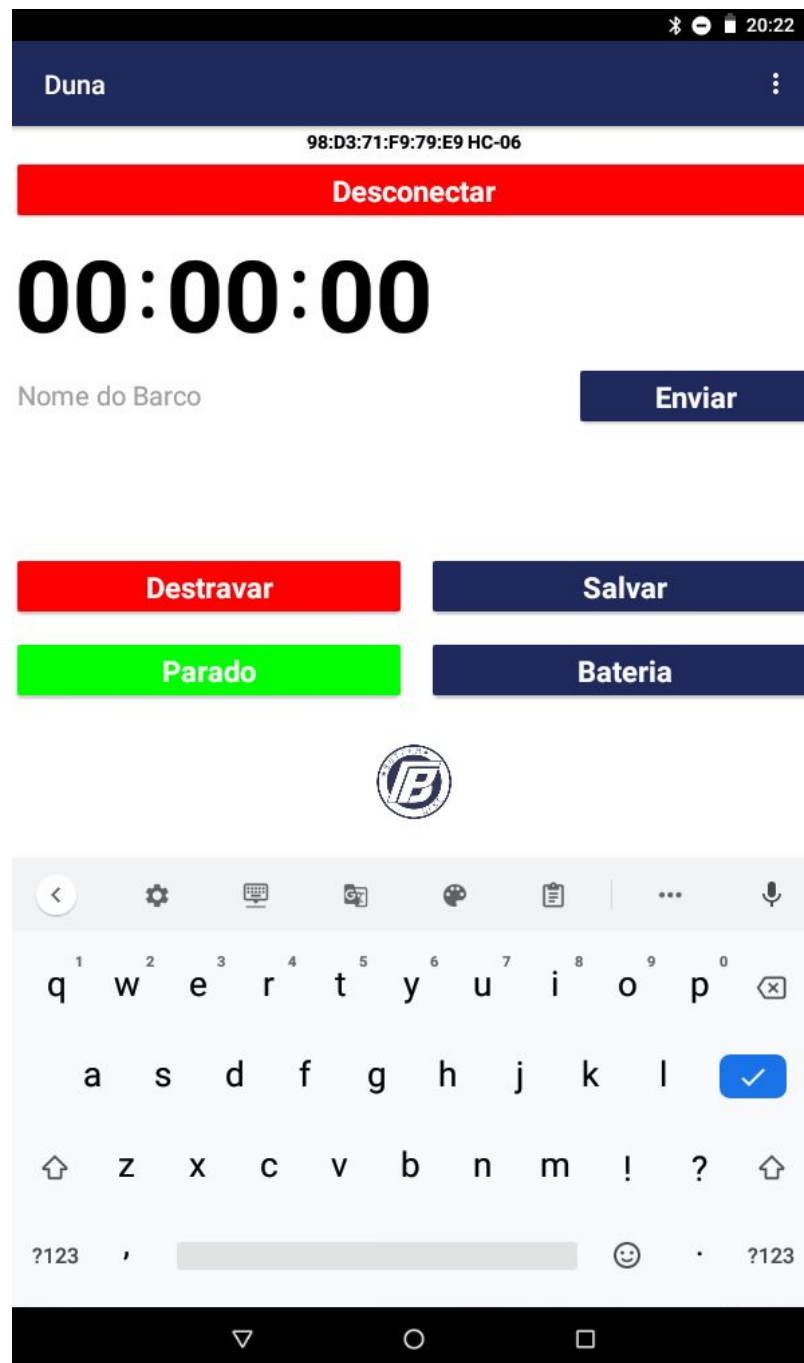 20:22
Duna
98:D3:71:F9:79:E9 HC-06
Desconectar
00:00:00
Nome do Barco Enviar
Destravar Salvar
Parado Bateria
1 2 3 4 5 6 7 8 9 0
q w e r t y u i o p
a s d f g h j k l
z x c v b n m ! ?
?123 , . ?123